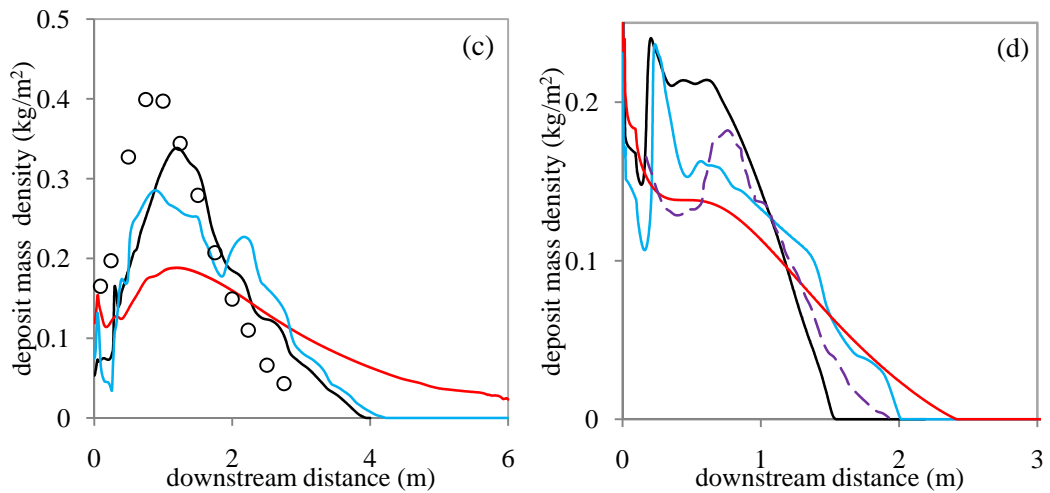 0.5
(c)
0.4
0.3
0.2
0.1
0
deposit mass density (kg/m²)
0
2
4
6
downstream distance (m)
(d)
0.2
0.1
0
deposit mass density (kg/m²)
0
1
2
3
downstream distance (m)